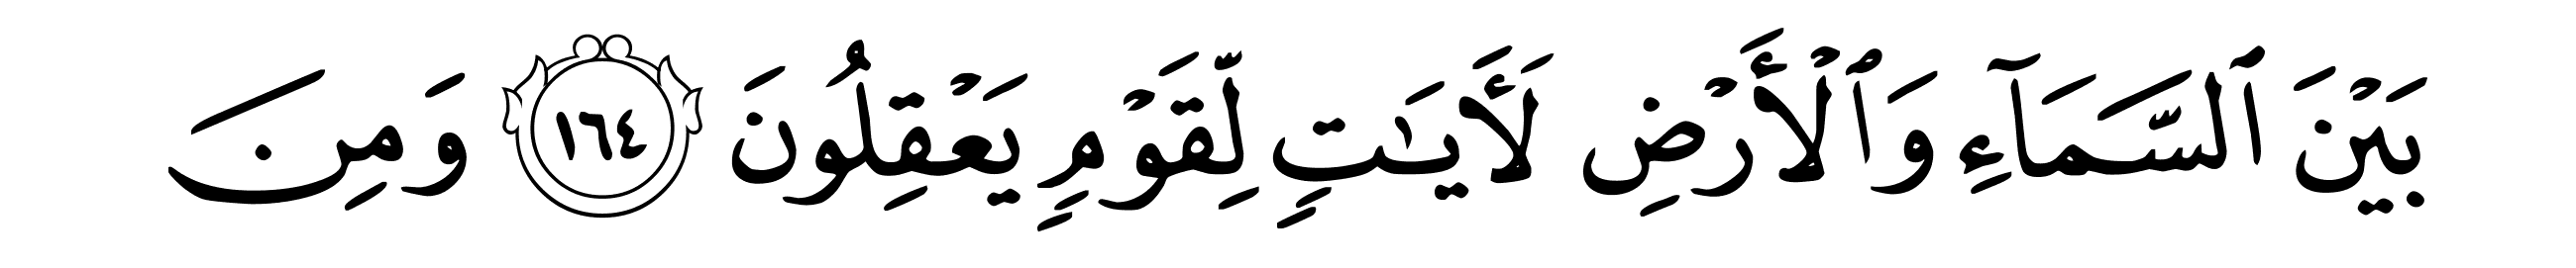 بَيْنَ ٱلسَّمَآءِ وَٱلْأَرْضِ لَأَيَـٰتٍ لِّقَوْمٍ يَعْقِلُونَ ١٦٤ وَمِنَ